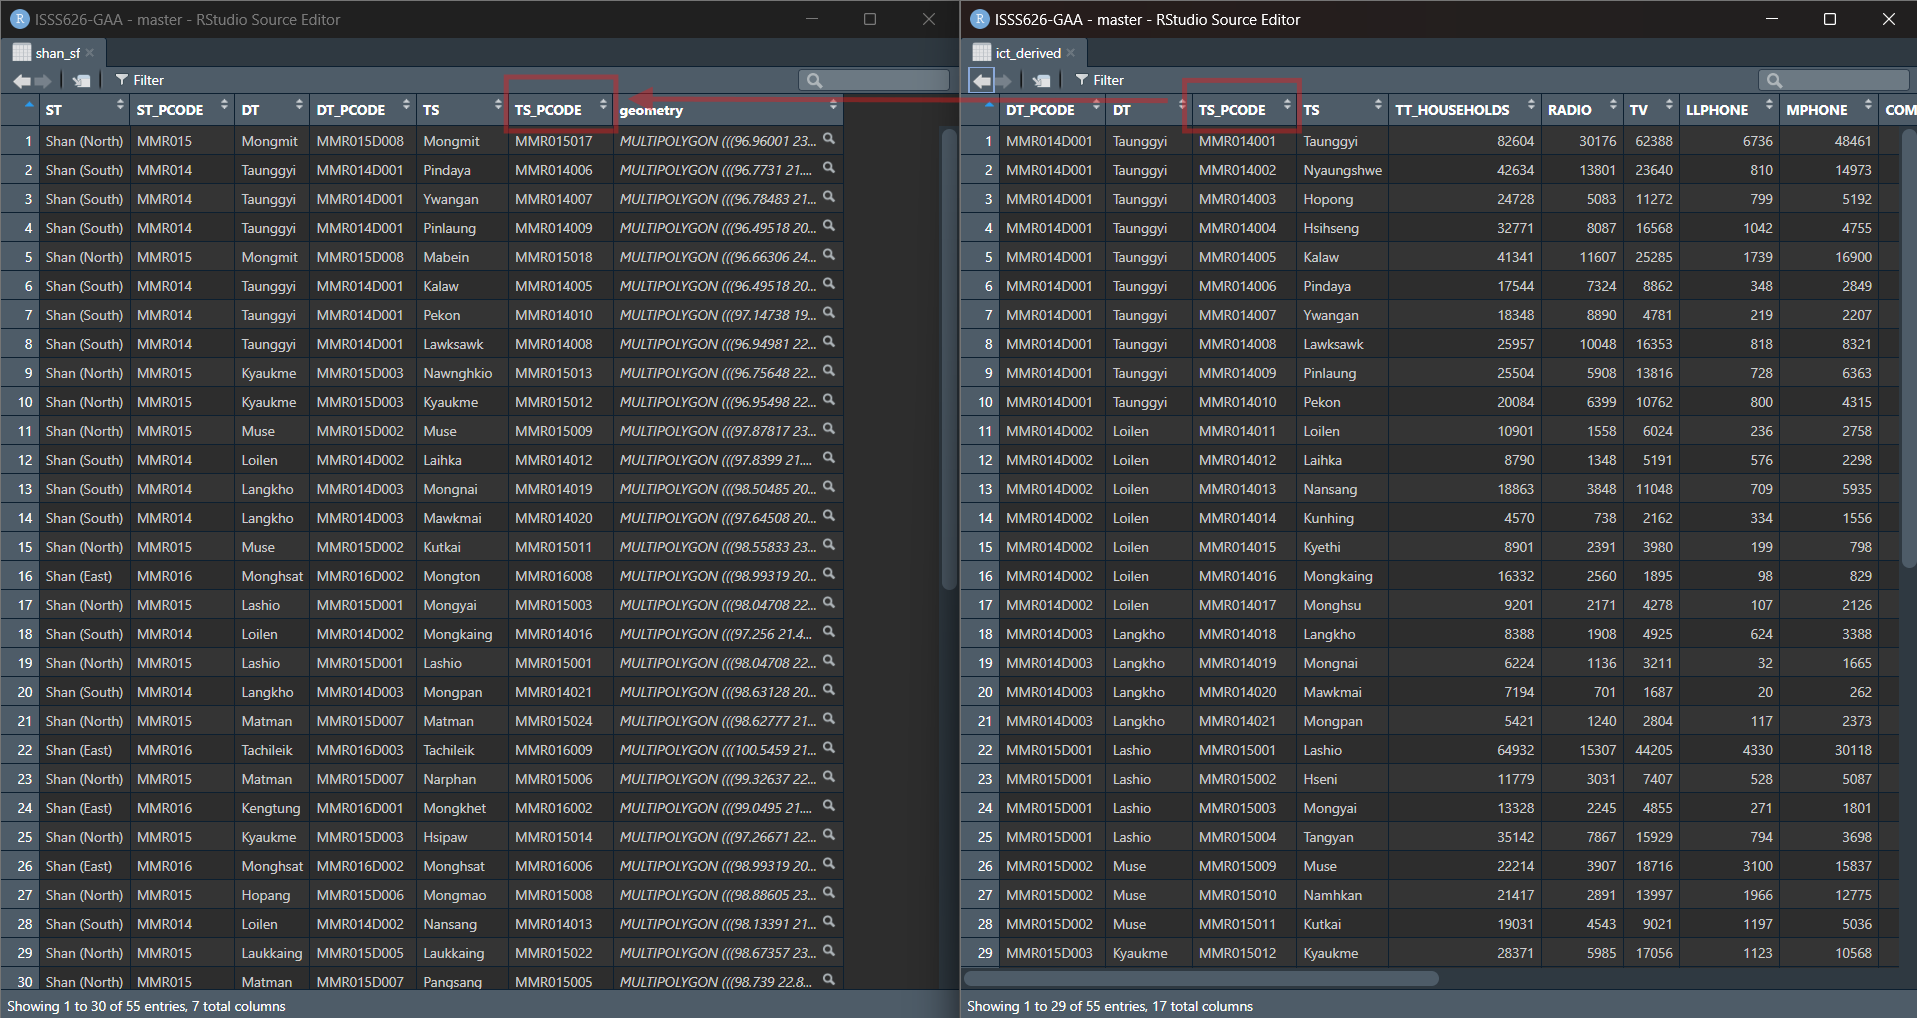 ISSS626-GAA - master - RStudio Source Editor
shan_sf
Filter
ST ST_PCODE DT DT_PCODE TS TS_PCODE geometry
1 Shan (North) MMR015 Mongmit MMR015D008 Mongmit MMR015017 MULTIPOLYGON (((96.96001 23...
2 Shan (South) MMR014 Taunggyi MMR014D001 Pindaya MMR014006 MULTIPOLYGON (((96.7731 21....
3 Shan (South) MMR014 Taunggyi MMR014D001 Ywangan MMR014007 MULTIPOLYGON (((96.78483 21...
4 Shan (South) MMR014 Taunggyi MMR014D001 Pinlaung MMR014009 MULTIPOLYGON (((96.49518 20...
5 Shan (North) MMR015 Mongmit MMR015D008 Mabein MMR015018 MULTIPOLYGON (((96.66306 24...
6 Shan (South) MMR014 Taunggyi MMR014D001 Kalaw MMR014005 MULTIPOLYGON (((96.49518 20...
7 Shan (South) MMR014 Taunggyi MMR014D001 Pekon MMR014010 MULTIPOLYGON (((97.14738 19...
8 Shan (South) MMR014 Taunggyi MMR014D001 Lawksawk MMR014008 MULTIPOLYGON (((96.94981 22...
9 Shan (North) MMR015 Kyaukme MMR015D003 Nawnghkio MMR015013 MULTIPOLYGON (((96.75648 22...
10 Shan (North) MMR015 Kyaukme MMR015D003 Kyaukme MMR015012 MULTIPOLYGON (((96.95498 22...
11 Shan (North) MMR015 Muse MMR015D002 Muse MMR015009 MULTIPOLYGON (((97.87817 23...
12 Shan (South) MMR014 Loilen MMR014D002 Laihka MMR014012 MULTIPOLYGON (((97.8399 21....
13 Shan (South) MMR014 Langkho MMR014D003 Mongnai MMR014019 MULTIPOLYGON (((98.50485 20...
14 Shan (South) MMR014 Langkho MMR014D003 Mawkmai MMR014020 MULTIPOLYGON (((97.64508 20...
15 Shan (North) MMR015 Muse MMR015D002 Kutkai MMR015011 MULTIPOLYGON (((98.55833 23...
16 Shan (East) MMR016 Monghsat MMR016D002 Mongton MMR016008 MULTIPOLYGON (((98.99319 20...
17 Shan (North) MMR015 Lashio MMR015D001 Mongyai MMR015003 MULTIPOLYGON (((98.04708 22...
18 Shan (South) MMR014 Loilen MMR014D002 Mongkaing MMR014016 MULTIPOLYGON (((97.256 21.4...
19 Shan (North) MMR015 Lashio MMR015D001 Lashio MMR015001 MULTIPOLYGON (((98.04708 22...
20 Shan (South) MMR014 Langkho MMR014D003 Mongpan MMR014021 MULTIPOLYGON (((98.63128 20...
21 Shan (North) MMR015 Matman MMR015D007 Matman MMR015024 MULTIPOLYGON (((98.62777 21...
22 Shan (East) MMR016 Tachileik MMR016D003 Tachileik MMR016009 MULTIPOLYGON (((100.5459 21...
23 Shan (North) MMR015 Matman MMR015D007 Narphan MMR015006 MULTIPOLYGON (((99.32637 22...
24 Shan (East) MMR016 Kengtung MMR016D001 Mongkhet MMR016002 MULTIPOLYGON (((99.0495 21....
25 Shan (North) MMR015 Kyaukme MMR015D003 Hsipaw MMR015014 MULTIPOLYGON (((97.26671 22...
26 Shan (East) MMR016 Monghsat MMR016D002 Monghsat MMR016006 MULTIPOLYGON (((98.99319 20...
27 Shan (North) MMR015 Hopang MMR015D006 Mongmao MMR015008 MULTIPOLYGON (((98.88605 23...
28 Shan (South) MMR014 Loilen MMR014D002 Nansang MMR014013 MULTIPOLYGON (((98.13391 21...
29 Shan (North) MMR015 Laukkaing MMR015D005 Laukkaing MMR015022 MULTIPOLYGON (((98.67357 23...
30 Shan (North) MMR015 Matman MMR015D007 Pangsang MMR015005 MULTIPOLYGON (((98.739 22.8...
Showing 1 to 30 of 55 entries, 7 total columns
ISSS626-GAA - master - RStudio Source Editor
ict_derived
Filter
DT_PCODE DT TS_PCODE TS TT_HOUSEHOLDS RADIO TV LLPHONE MPHONE COM
1 MMR014D001 Taunggyi MMR014001 Taunggyi 82604 30176 62388 6736 48461
2 MMR014D001 Taunggyi MMR014002 Nyaungshwe 42634 13801 23640 810 14973
3 MMR014D001 Taunggyi MMR014003 Hopong 24728 5083 11272 799 5192
4 MMR014D001 Taunggyi MMR014004 Hsihseng 32771 8087 16568 1042 4755
5 MMR014D001 Taunggyi MMR014005 Kalaw 41341 11607 25285 1739 16900
6 MMR014D001 Taunggyi MMR014006 Pindaya 17544 7324 8862 348 2849
7 MMR014D001 Taunggyi MMR014007 Ywangan 18348 8890 4781 219 2207
8 MMR014D001 Taunggyi MMR014008 Lawksawk 25957 10048 16353 818 8321
9 MMR014D001 Taunggyi MMR014009 Pinlaung 25504 5908 13816 728 6363
10 MMR014D001 Taunggyi MMR014010 Pekon 20084 6399 10762 800 4315
11 MMR014D002 Loilen MMR014011 Loilen 10901 1558 6024 236 2758
12 MMR014D002 Loilen MMR014012 Laihka 8790 1348 5191 576 2298
13 MMR014D002 Loilen MMR014013 Nansang 18863 3848 11048 709 5935
14 MMR014D002 Loilen MMR014014 Kunhing 4570 738 2162 334 1556
15 MMR014D002 Loilen MMR014015 Kyethi 8901 2391 3980 199 798
16 MMR014D002 Loilen MMR014016 Mongkaing 16332 2560 1895 98 829
17 MMR014D002 Loilen MMR014017 Monghsu 9201 2171 4278 107 2126
18 MMR014D003 Langkho MMR014018 Langkho 8388 1908 4925 624 3388
19 MMR014D003 Langkho MMR014019 Mongnai 6224 1136 3211 32 1665
20 MMR014D003 Langkho MMR014020 Mawkmai 7194 701 1687 20 262
21 MMR014D003 Langkho MMR014021 Mongpan 5421 1240 2804 117 2373
22 MMR015D001 Lashio MMR015001 Lashio 64932 15307 44205 4330 30118
23 MMR015D001 Lashio MMR015002 Hseni 11779 3031 7407 528 5087
24 MMR015D001 Lashio MMR015003 Mongyai 13328 2245 4855 271 1801
25 MMR015D001 Lashio MMR015004 Tangyan 35142 7867 15929 794 3698
26 MMR015D002 Muse MMR015009 Muse 22214 3907 18716 3100 15837
27 MMR015D002 Muse MMR015010 Namhkan 21417 2891 13997 1966 12775
28 MMR015D002 Muse MMR015011 Kutkai 19031 4543 9021 1197 5036
29 MMR015D003 Kyaukme MMR015012 Kyaukme 28371 5985 17056 1123 10568
Showing 1 to 29 of 55 entries, 17 total columns